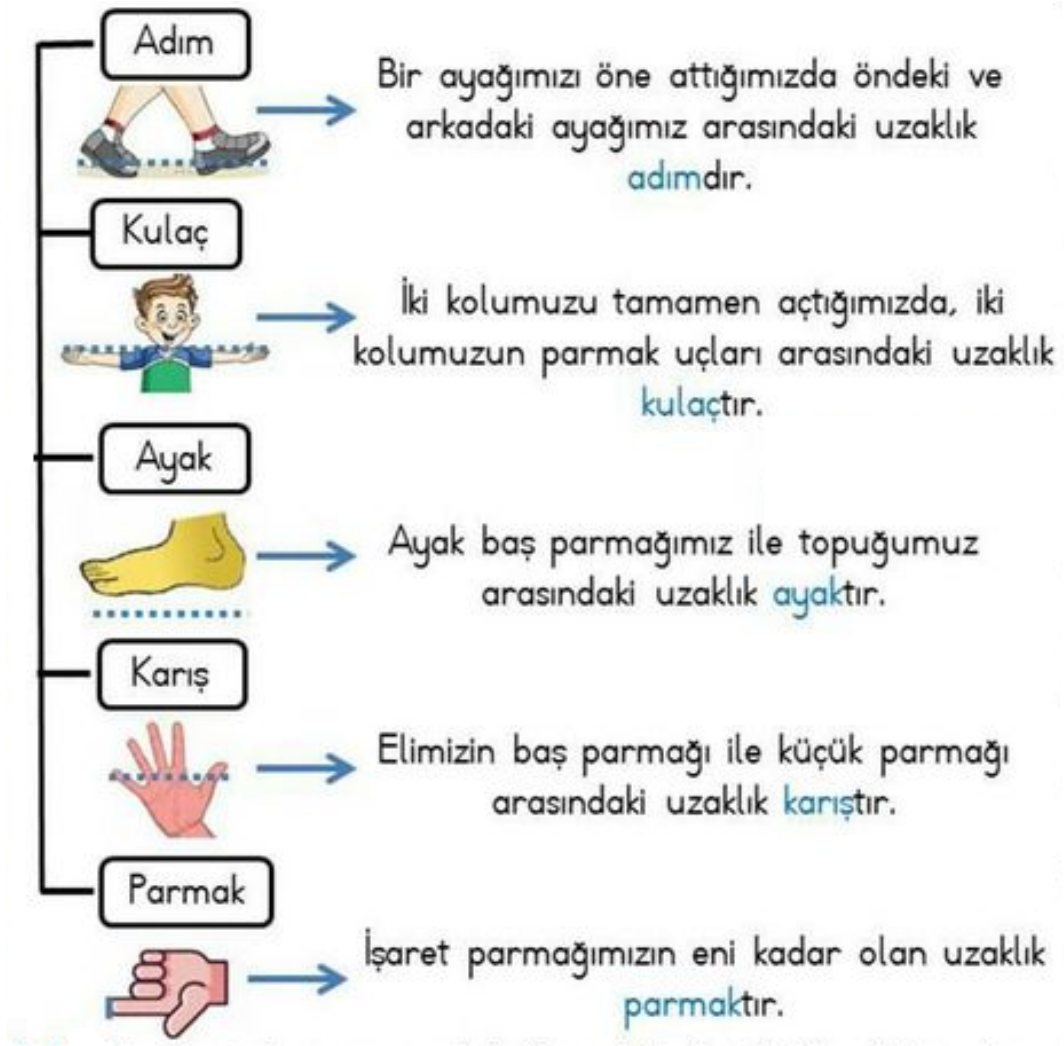 Adım
Bir ayağımızı öne attığımızda öndeki ve
arkadaki ayağımız arasındaki uzaklık
adımdır.
Kulaç
İki kolumuzu tamamen açtığımızda, iki
kolumuzun parmak uçları arasındaki uzaklık
kulaçtır.
Ayak
Ayak baş parmağımız ile topuğumuz
arasındaki uzaklık ayaktır.
Karış
Elimizin baş parmağı ile küçük parmağı
arasındaki uzaklık karıştır.
Parmak
İşaret parmağımızın eni kadar olan uzaklık
parmaktır.